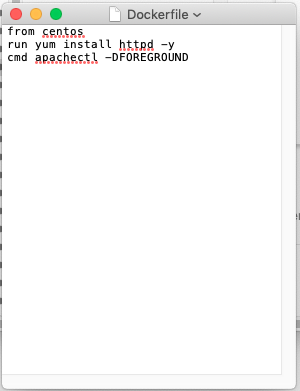 Dockerfile
from centos
run yum install httpd -y
cmd apachectl -DFOREGROUND